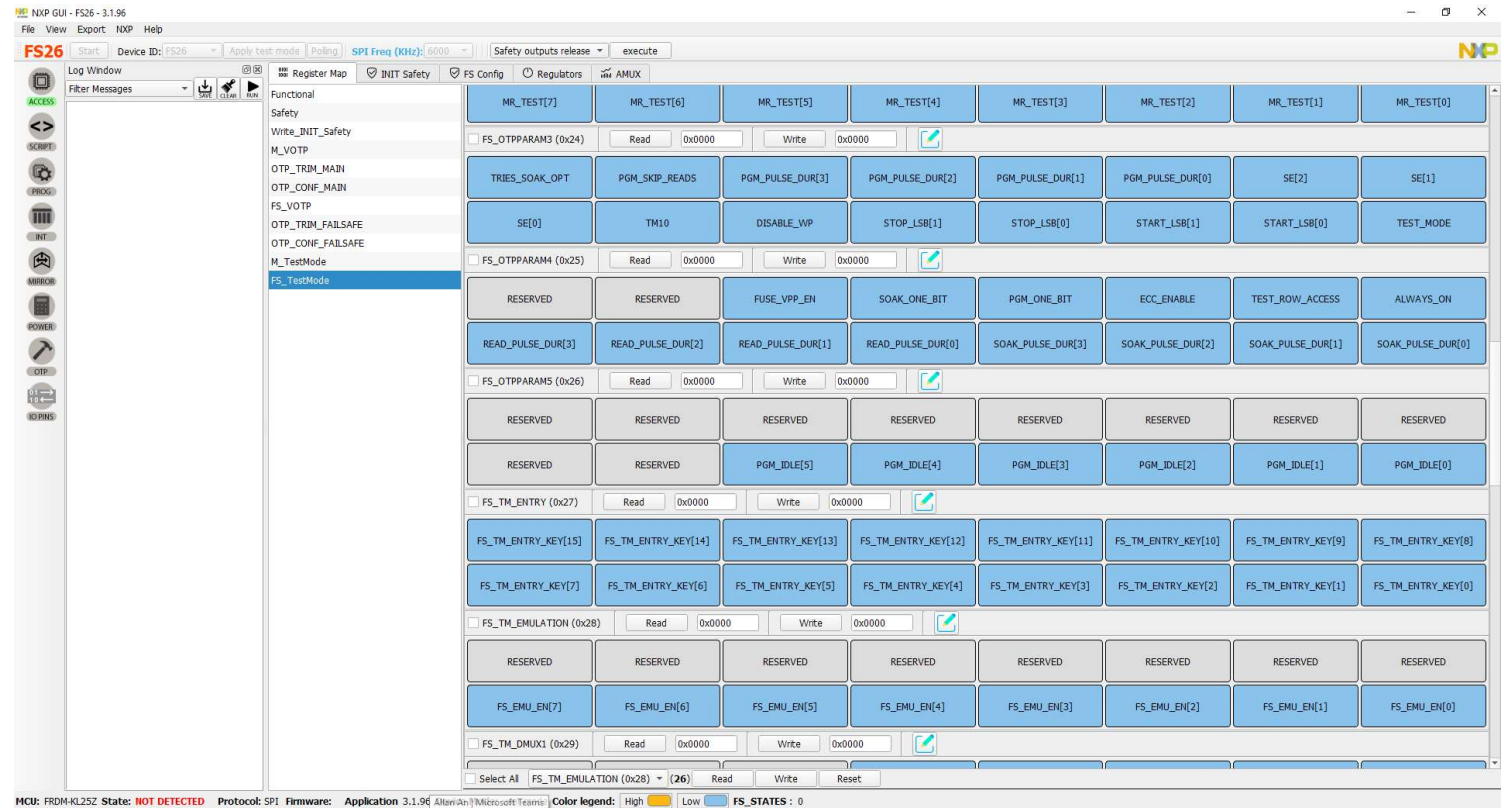 NXP GUI - FS26 - 3.1.96
File View Export NXP Help
FS26 Start Device ID: FS26 Apply test mode Polling SPI Freq (KHz): 6000 Safety outputs release execute NXP
Log Window
Filter Messages SAVE CLEAR RUN
ACCESS
SCRIPT
PROG
INT
MIRROR
POWER
OTP
IO PINS
Register Map INIT Safety FS Config Regulators AMUX
Functional
Safety
Write_INIT_Safety
M_VOTP
OTP_TRIM_MAIN
OTP_CONF_MAIN
FS_VOTP
OTP_TRIM_FAILSAFE
OTP_CONF_FAILSAFE
M_TestMode
FS_TestMode
MR_TEST[7] MR_TEST[6] MR_TEST[5] MR_TEST[4] MR_TEST[3] MR_TEST[2] MR_TEST[1] MR_TEST[0]
FS_OTPPARAM3 (0x24) Read 0x0000 Write 0x0000
TRIES_SOAK_OPT PGM_SKIP_READS PGM_PULSE_DUR[3] PGM_PULSE_DUR[2] PGM_PULSE_DUR[1] PGM_PULSE_DUR[0] SE[2] SE[1]
SE[0] TM10 DISABLE_WP STOP_LSB[1] STOP_LSB[0] START_LSB[1] START_LSB[0] TEST_MODE
FS_OTPPARAM4 (0x25) Read 0x0000 Write 0x0000
RESERVED RESERVED FUSE_VPP_EN SOAK_ONE_BIT PGM_ONE_BIT ECC_ENABLE TEST_ROW_ACCESS ALWAYS_ON
READ_PULSE_DUR[3] READ_PULSE_DUR[2] READ_PULSE_DUR[1] READ_PULSE_DUR[0] SOAK_PULSE_DUR[3] SOAK_PULSE_DUR[2] SOAK_PULSE_DUR[1] SOAK_PULSE_DUR[0]
FS_OTPPARAM5 (0x26) Read 0x0000 Write 0x0000
RESERVED RESERVED RESERVED RESERVED RESERVED RESERVED RESERVED RESERVED
RESERVED RESERVED PGM_IDLE[5] PGM_IDLE[4] PGM_IDLE[3] PGM_IDLE[2] PGM_IDLE[1] PGM_IDLE[0]
FS_TM_ENTRY (0x27) Read 0x0000 Write 0x0000
FS_TM_ENTRY_KEY[15] FS_TM_ENTRY_KEY[14] FS_TM_ENTRY_KEY[13] FS_TM_ENTRY_KEY[12] FS_TM_ENTRY_KEY[11] FS_TM_ENTRY_KEY[10] FS_TM_ENTRY_KEY[9] FS_TM_ENTRY_KEY[8]
FS_TM_ENTRY_KEY[7] FS_TM_ENTRY_KEY[6] FS_TM_ENTRY_KEY[5] FS_TM_ENTRY_KEY[4] FS_TM_ENTRY_KEY[3] FS_TM_ENTRY_KEY[2] FS_TM_ENTRY_KEY[1] FS_TM_ENTRY_KEY[0]
FS_TM_EMULATION (0x28) Read 0x0000 Write 0x0000
RESERVED RESERVED RESERVED RESERVED RESERVED RESERVED RESERVED RESERVED
FS_EMU_EN[7] FS_EMU_EN[6] FS_EMU_EN[5] FS_EMU_EN[4] FS_EMU_EN[3] FS_EMU_EN[2] FS_EMU_EN[1] FS_EMU_EN[0]
FS_TM_DMUX1 (0x29) Read 0x0000 Write 0x0000
Select All FS_TM_EMULATION (0x28) (26) Read Write Reset
MCU: FRDM-KL25Z State: NOT DETECTED Protocol: SPI Firmware: Application 3.1.96 Microsoft Teams Color legend: High Low FS_STATES : 0